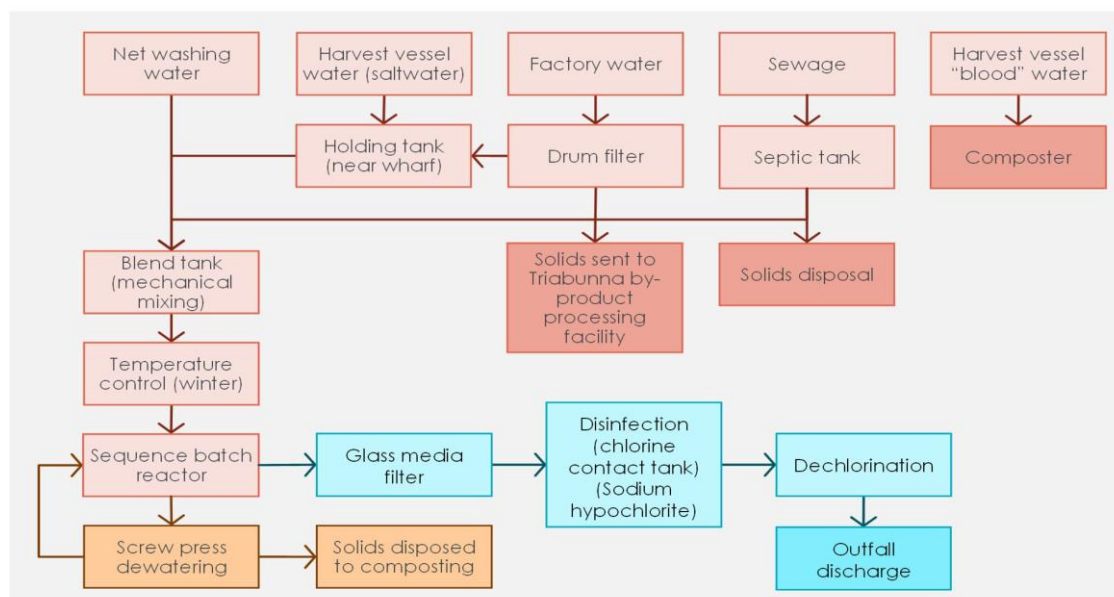 Net washing
water
Harvest vessel
water (saltwater)
Factory water
Sewage
Harvest vessel
“blood” water
Holding tank
(near wharf)
Drum filter
Septic tank
Composter
Blend tank
(mechanical
mixing)
Solids sent to
Triabunna by-
product
processing
facility
Solids disposal
Temperature
control (winter)
Sequence batch
reactor
Glass media
filter
Disinfection
(chlorine
contact tank)
(Sodium
hypochlorite)
Dechlorination
Screw press
dewatering
Solids disposed
to composting
Outfall
discharge